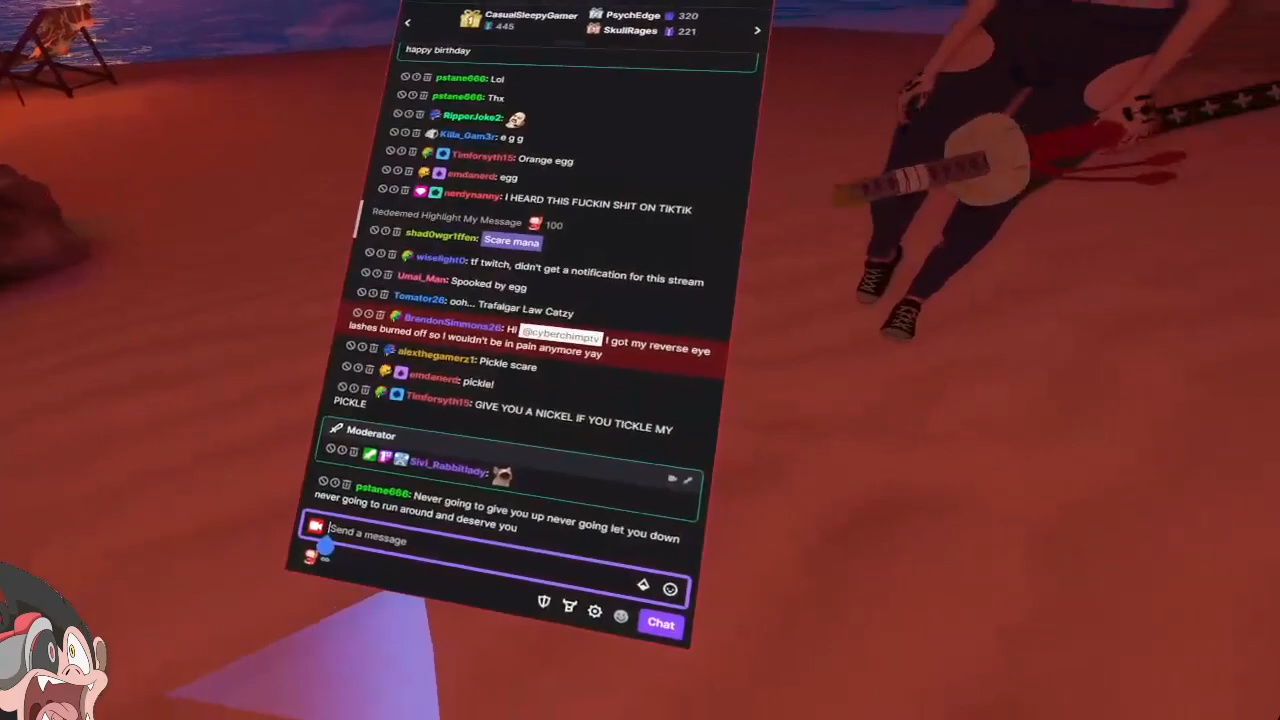 CasualSleepyGamer
445
PsychEdge 320
SkullRages 221
happy birthday
pstane666: Lol
pstane666: Thx
RipperJoke2:
Killa_Gam3r: e g g
Timforsyth15: Orange egg
emdanerd: egg
nerdynanny: I HEARD THIS FUCKIN SHIT ON TIKTIK
Redeemed Highlight My Message 100
shad0wgr1ffen: Scare mana
wiselight0: tf twitch, didn't get a notification for this stream
Umai_Man: Spooked by egg
Tomator26: ooh... Trafalgar Law Catzy
BrandonSimmons26: Hi @cyberchimptv I got my reverse eye
lashes burned off so I wouldn't be in pain anymore yay
alexthegamerz1: Pickle scare
emdanerd: pickle!
Timforsyth15: GIVE YOU A NICKEL IF YOU TICKLE MY
PICKLE
Moderator
Sivi_Rabbitlady:
pstane666: Never going to give you up never going let you down
never going to run around and deserve you
Send a message
∞
Chat